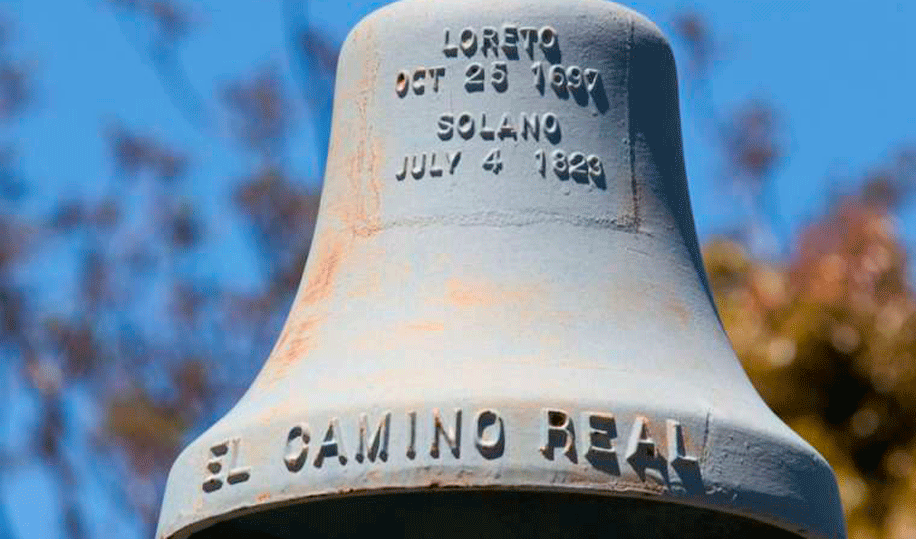 LORETO
OCT 25 1697
SOLANO
JULY 4 1823
EL CAMINO REAL